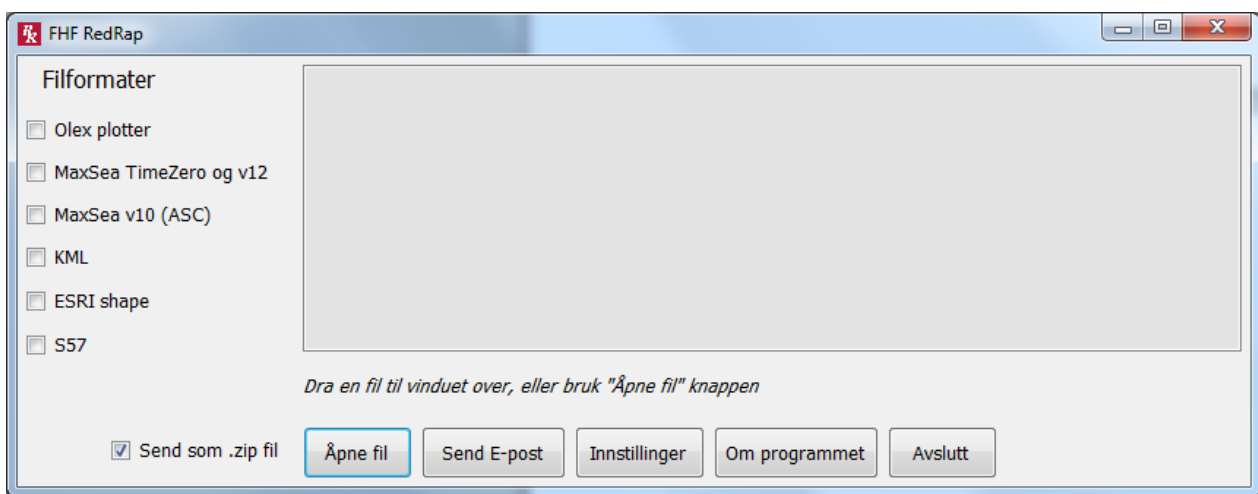 FHF RedRap
Filformater
Olex plotter
MaxSea TimeZero og v12
MaxSea v10 (ASC)
KML
ESRI shape
S57
Dra en fil til vinduet over, eller bruk "Åpne fil" knappen
Send som .zip fil
Åpne fil
Send E-post
Innstillinger
Om programmet
Avslutt